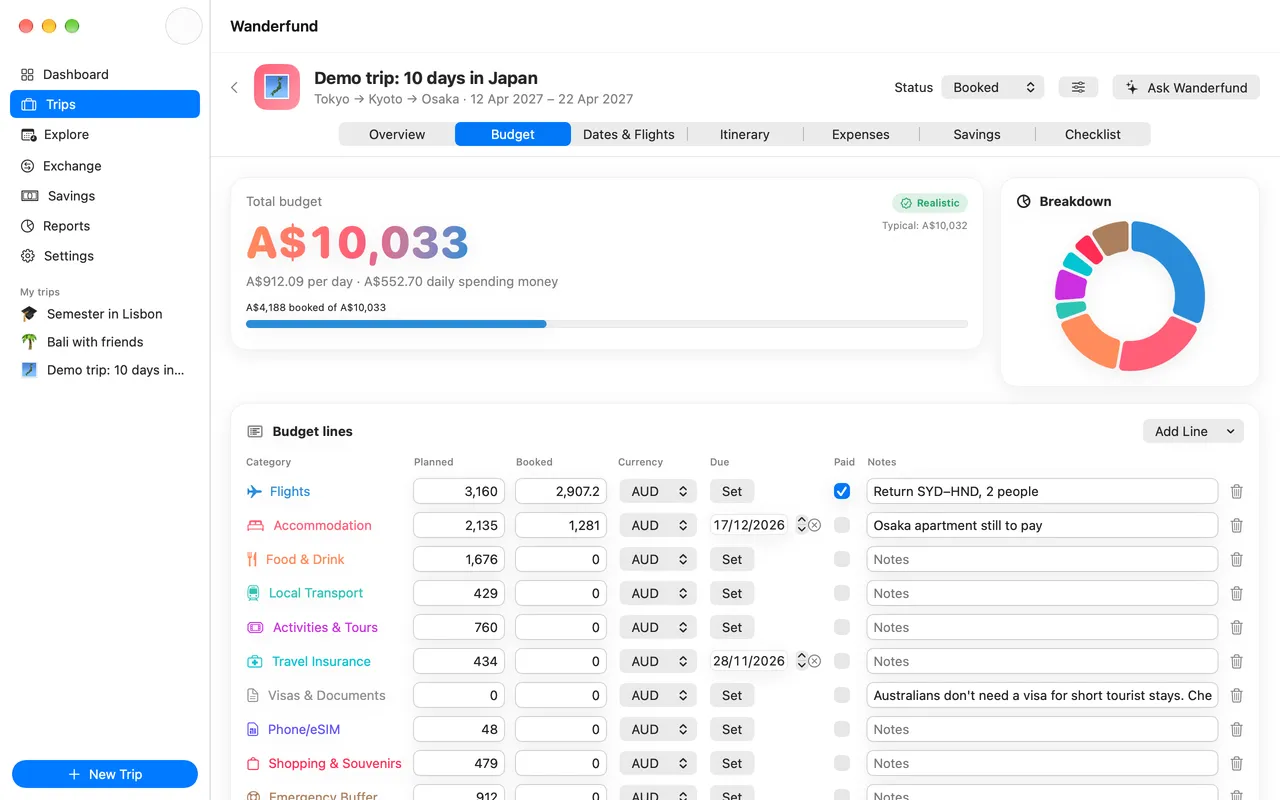 Wanderfund
Dashboard
Trips
Explore
Exchange
Savings
Reports
Settings
My trips
Semester in Lisbon
Bali with friends
Demo trip: 10 days in...
New Trip
Demo trip: 10 days in Japan
Tokyo → Kyoto → Osaka · 12 Apr 2027 – 22 Apr 2027
Status Booked Ask Wanderfund
Overview Budget Dates & Flights Itinerary Expenses Savings Checklist
Total budget
Realistic
Typical: A$10,032
A$10,033
A$912.09 per day · A$552.70 daily spending money
A$4,188 booked of A$10,033
Breakdown
Budget lines Add Line
Category Planned Booked Currency Due Paid Notes
Flights 3,160 2,907.2 AUD Set Return SYD–HND, 2 people
Accommodation 2,135 1,281 AUD 17/12/2026 Osaka apartment still to pay
Food & Drink 1,676 0 AUD Set Notes
Local Transport 429 0 AUD Set Notes
Activities & Tours 760 0 AUD Set Notes
Travel Insurance 434 0 AUD 28/11/2026 Notes
Visas & Documents 0 0 AUD Set Australians don't need a visa for short tourist stays. Che
Phone/eSIM 48 0 AUD Set Notes
Shopping & Souvenirs 479 0 AUD Set Notes
Emergency Buffer 912 0 AUD Set Notes